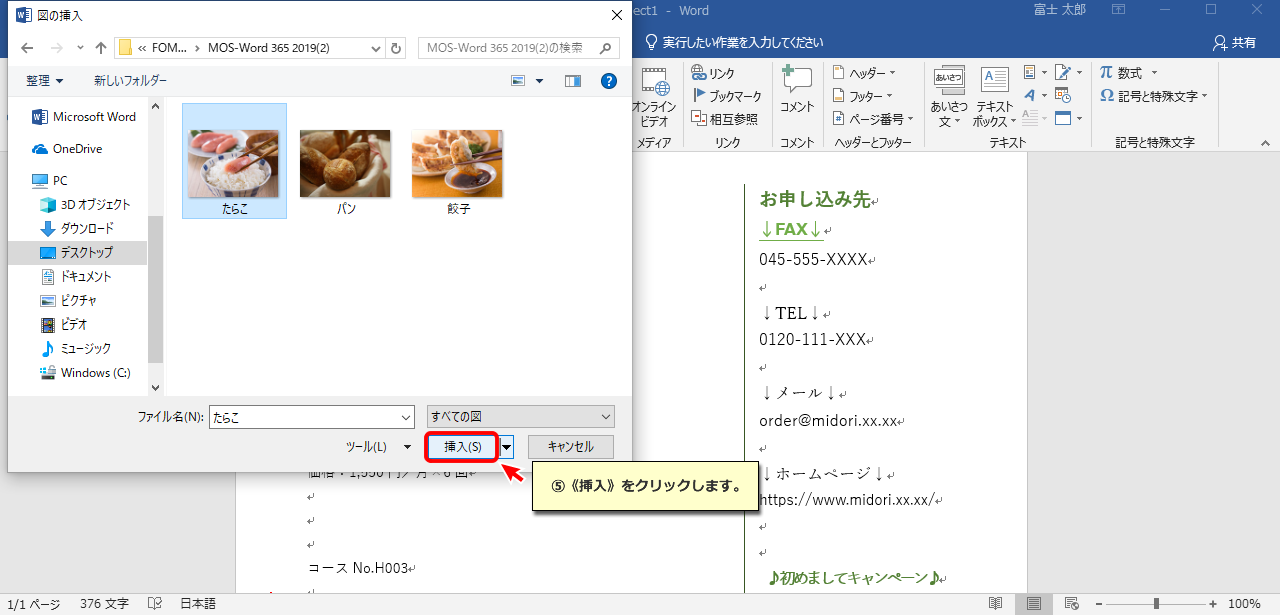 図の挿入
ect1 - Word
富士 太郎
« FOM... › MOS-Word 365 2019(2)
MOS-Word 365 2019(2)の検索
実行したい作業を入力してください
共有
整理
新しいフォルダー
Microsoft Word
OneDrive
PC
3D オブジェクト
ダウンロード
デスクトップ
ドキュメント
ピクチャ
ビデオ
ミュージック
Windows (C:)
たらこ
パン
餃子
ファイル名(N):
たらこ
すべての図
ツール(L)
挿入(S)
キャンセル
オンライン
ビデオ
メディア
リンク
ブックマーク
相互参照
リンク
コメント
コメント
ヘッダー
フッター
ページ番号
ヘッダーとフッター
あいさつ
あいさつ
文
テキスト
ボックス
テキスト
π 数式
Ω 記号と特殊文字
記号と特殊文字
お申し込み先
↓FAX↓
045-555-XXXX
↓TEL↓
0120-111-XXX
↓メール↓
order@midori.xx.xx
↓ホームページ↓
https://www.midori.xx.xx/
♪初めましてキャンペーン♪
⑤《挿入》をクリックします。
価格：1,550 円／月×6 回
コース No.H003
1/1 ページ
376 文字
日本語
100%